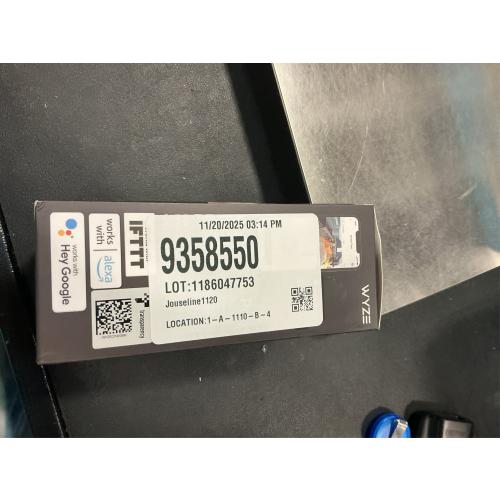 11/20/2025 03:14 PM
9358550
LOT:1186047753
Jouseline1120
LOCATION:1-A-1110-B-4
works with
Hey Google
works
with
alexa
IFTTT
Transparency
WYZE